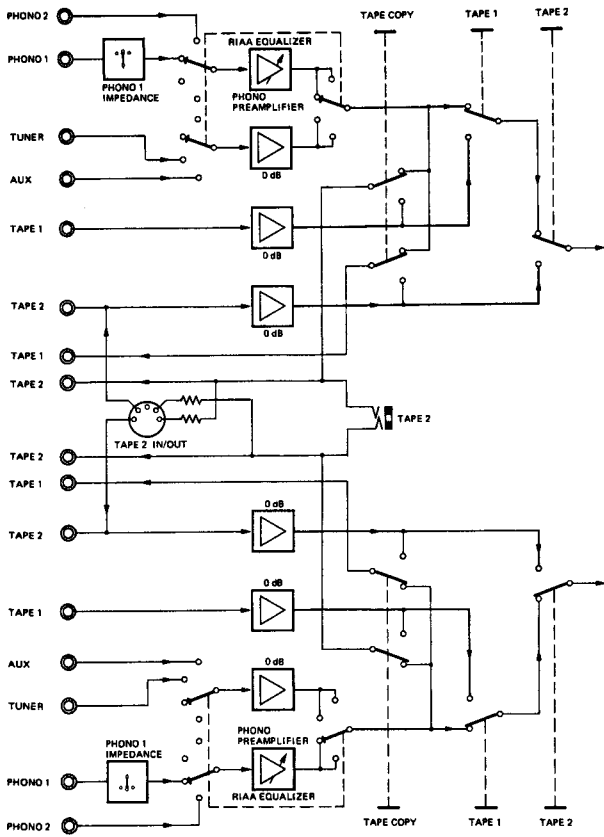 PHONO 2
TAPE COPY
TAPE 1
TAPE 2
RIAA EQUALIZER
PHONO 1
PHONO 1
IMPEDANCE
PHONO
PREAMPLIFIER
TUNER
0 dB
AUX
TAPE 1
0 dB
TAPE 2
0 dB
TAPE 1
TAPE 2
TAPE 2
TAPE 2 IN/OUT
TAPE 2
TAPE 1
0 dB
TAPE 2
0 dB
TAPE 1
0 dB
AUX
TUNER
PHONO
PREAMPLIFIER
PHONO 1
IMPEDANCE
PHONO 1
RIAA EQUALIZER
PHONO 2
TAPE COPY
TAPE 1
TAPE 2